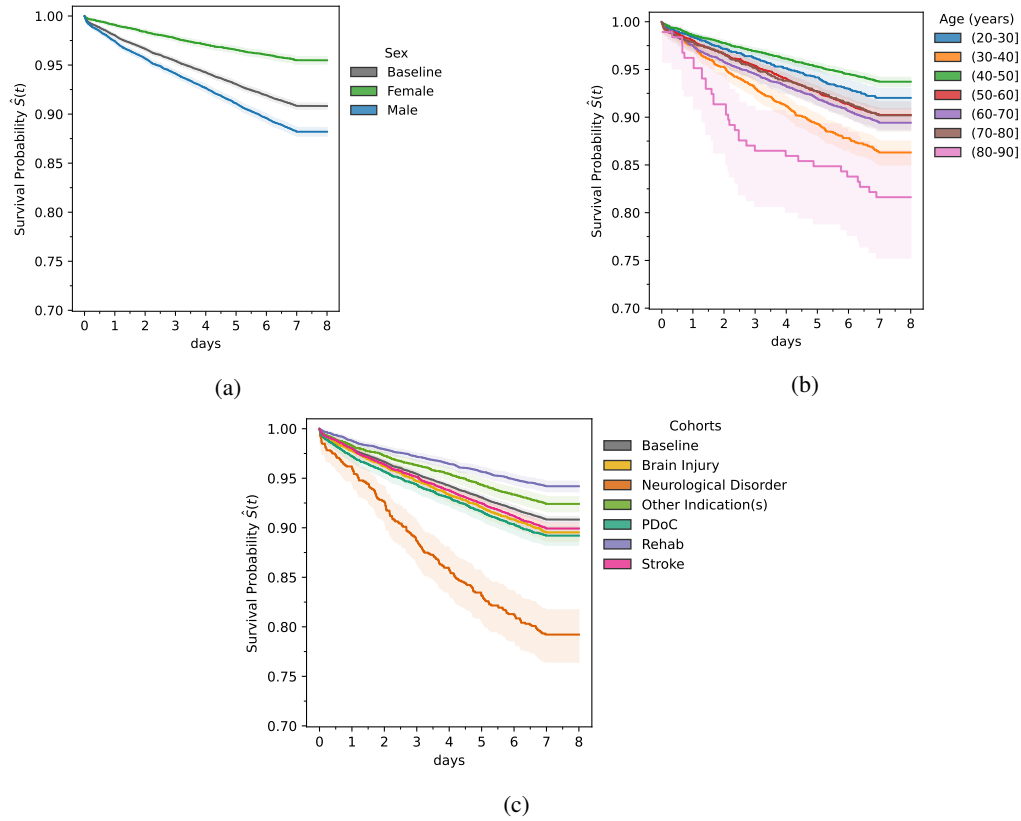 1.00
0.95
0.90
0.85
0.80
0.75
0.70
Survival Probability Ŝ(t)
0 1 2 3 4 5 6 7 8
days
Sex
Baseline
Female
Male
(a)
1.00
0.95
0.90
0.85
0.80
0.75
0.70
Survival Probability Ŝ(t)
0 1 2 3 4 5 6 7 8
days
Age (years)
(20-30]
(30-40]
(40-50]
(50-60]
(60-70]
(70-80]
(80-90]
(b)
1.00
0.95
0.90
0.85
0.80
0.75
0.70
Survival Probability Ŝ(t)
0 1 2 3 4 5 6 7 8
days
Cohorts
Baseline
Brain Injury
Neurological Disorder
Other Indication(s)
PDoC
Rehab
Stroke
(c)